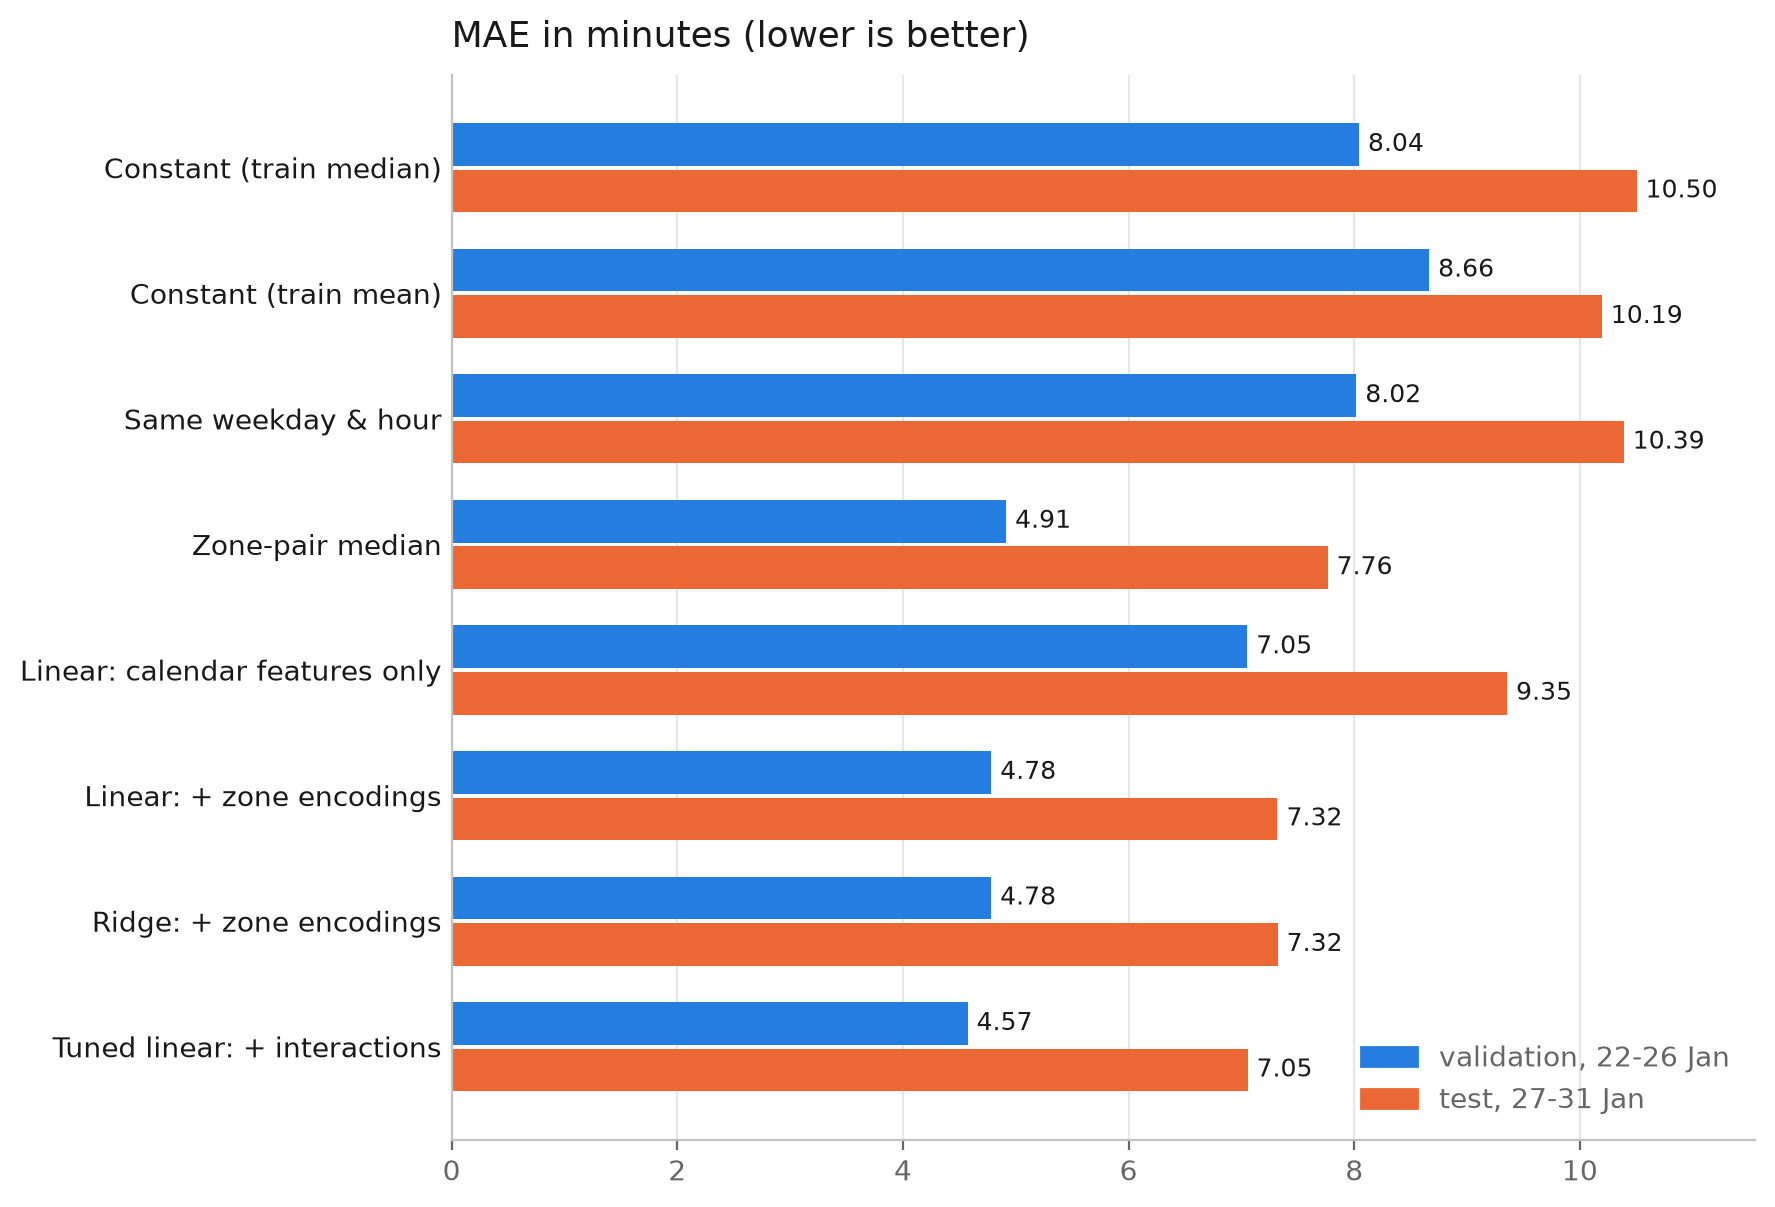 MAE in minutes (lower is better)
Constant (train median)
8.04
10.50
Constant (train mean)
8.66
10.19
Same weekday & hour
8.02
10.39
Zone-pair median
4.91
7.76
Linear: calendar features only
7.05
9.35
Linear: + zone encodings
4.78
7.32
Ridge: + zone encodings
4.78
7.32
Tuned linear: + interactions
4.57
7.05
validation, 22-26 Jan
test, 27-31 Jan
0 2 4 6 8 10